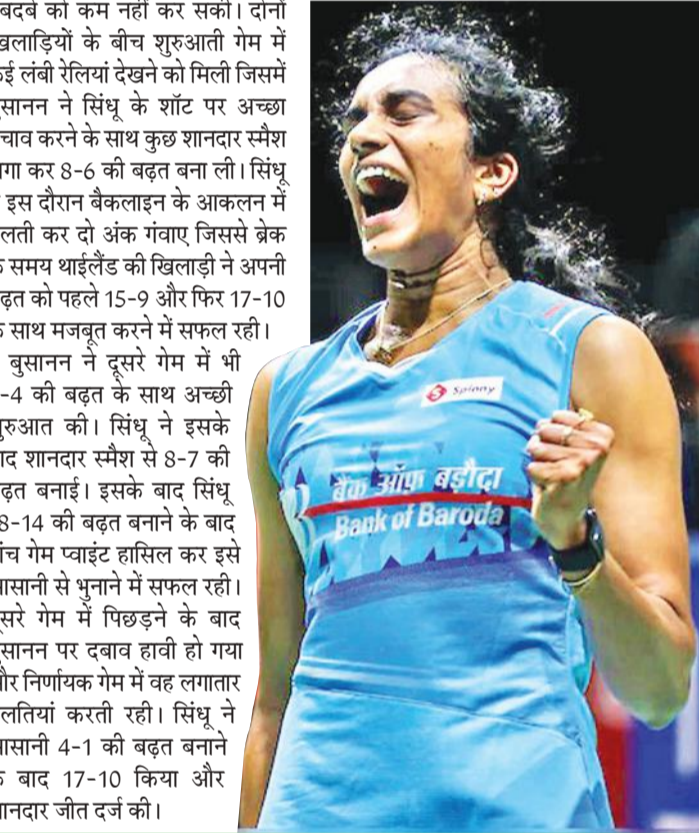 दबदबे को कम नहीं कर सकी। दोनों
खिलाड़ियों के बीच शुरुआती गेम में
कई लंबी रेलियां देखने को मिली जिसमें
बुसानन ने सिंधू के शॉट पर अच्छा
बचाव करने के साथ कुछ शानदार स्मैश
लगा कर 8-6 की बढ़त बना ली। सिंधू
इस दौरान बैकलाइन के आकलन में
गलती कर दो अंक गंवाए जिससे ब्रेक
के समय थाईलैंड की खिलाड़ी ने अपनी
बढ़त को पहले 15-9 और फिर 17-10
के साथ मजबूत करने में सफल रही।
बुसानन ने दूसरे गेम में भी
-4 की बढ़त के साथ अच्छी
शुरुआत की। सिंधू ने इसके
बाद शानदार स्मैश से 8-7 की
बढ़त बनाई। इसके बाद सिंधू
8-14 की बढ़त बनाने के बाद
पांच गेम प्वाइंट हासिल कर इसे
आसानी से भुनाने में सफल रही।
दूसरे गेम में पिछड़ने के बाद
बुसानन पर दबाव हावी हो गया
और निर्णायक गेम में वह लगातार
गलतियां करती रही। सिंधू ने
आसानी 4-1 की बढ़त बनाने
के बाद 17-10 किया और
शानदार जीत दर्ज की।
Spinny
बैंक ऑफ़ बड़ौदा
Bank of Baroda